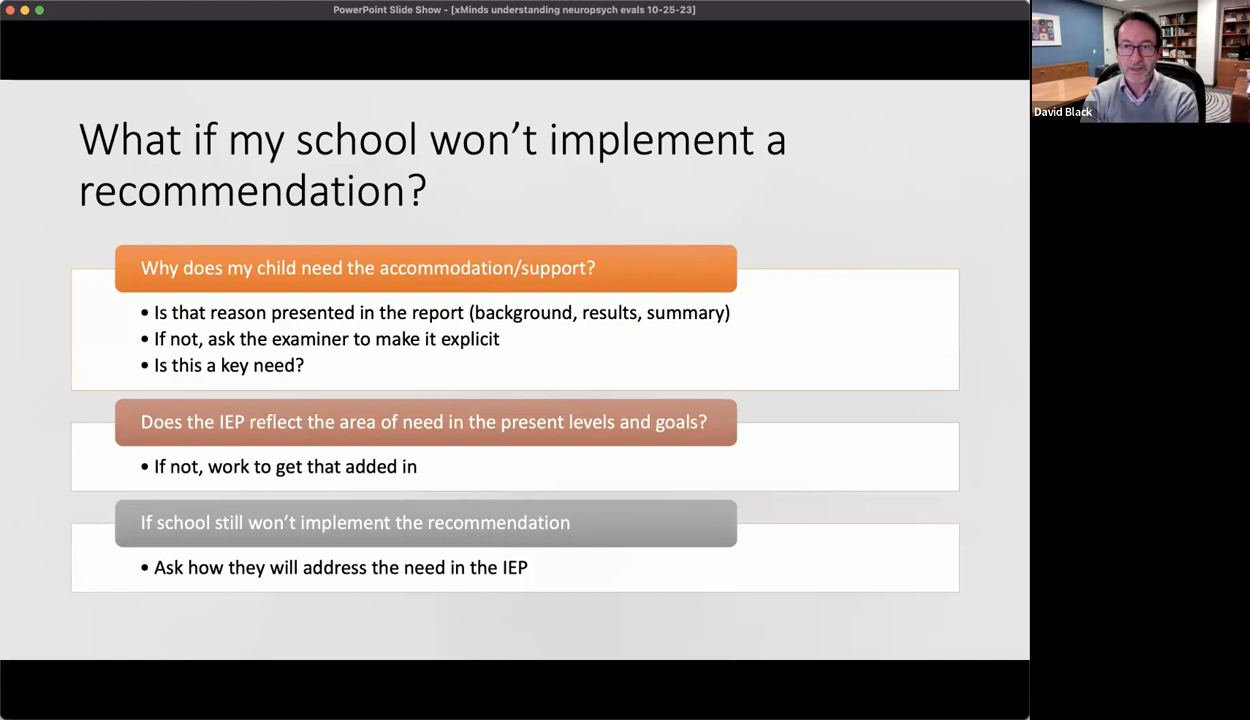 PowerPoint Slide Show - [xMinds understanding neuropsych evals 10-25-23]
David Black
What if my school won’t implement a
recommendation?
Why does my child need the accommodation/support?
• Is that reason presented in the report (background, results, summary)
• If not, ask the examiner to make it explicit
• Is this a key need?
Does the IEP reflect the area of need in the present levels and goals?
• If not, work to get that added in
If school still won’t implement the recommendation
• Ask how they will address the need in the IEP